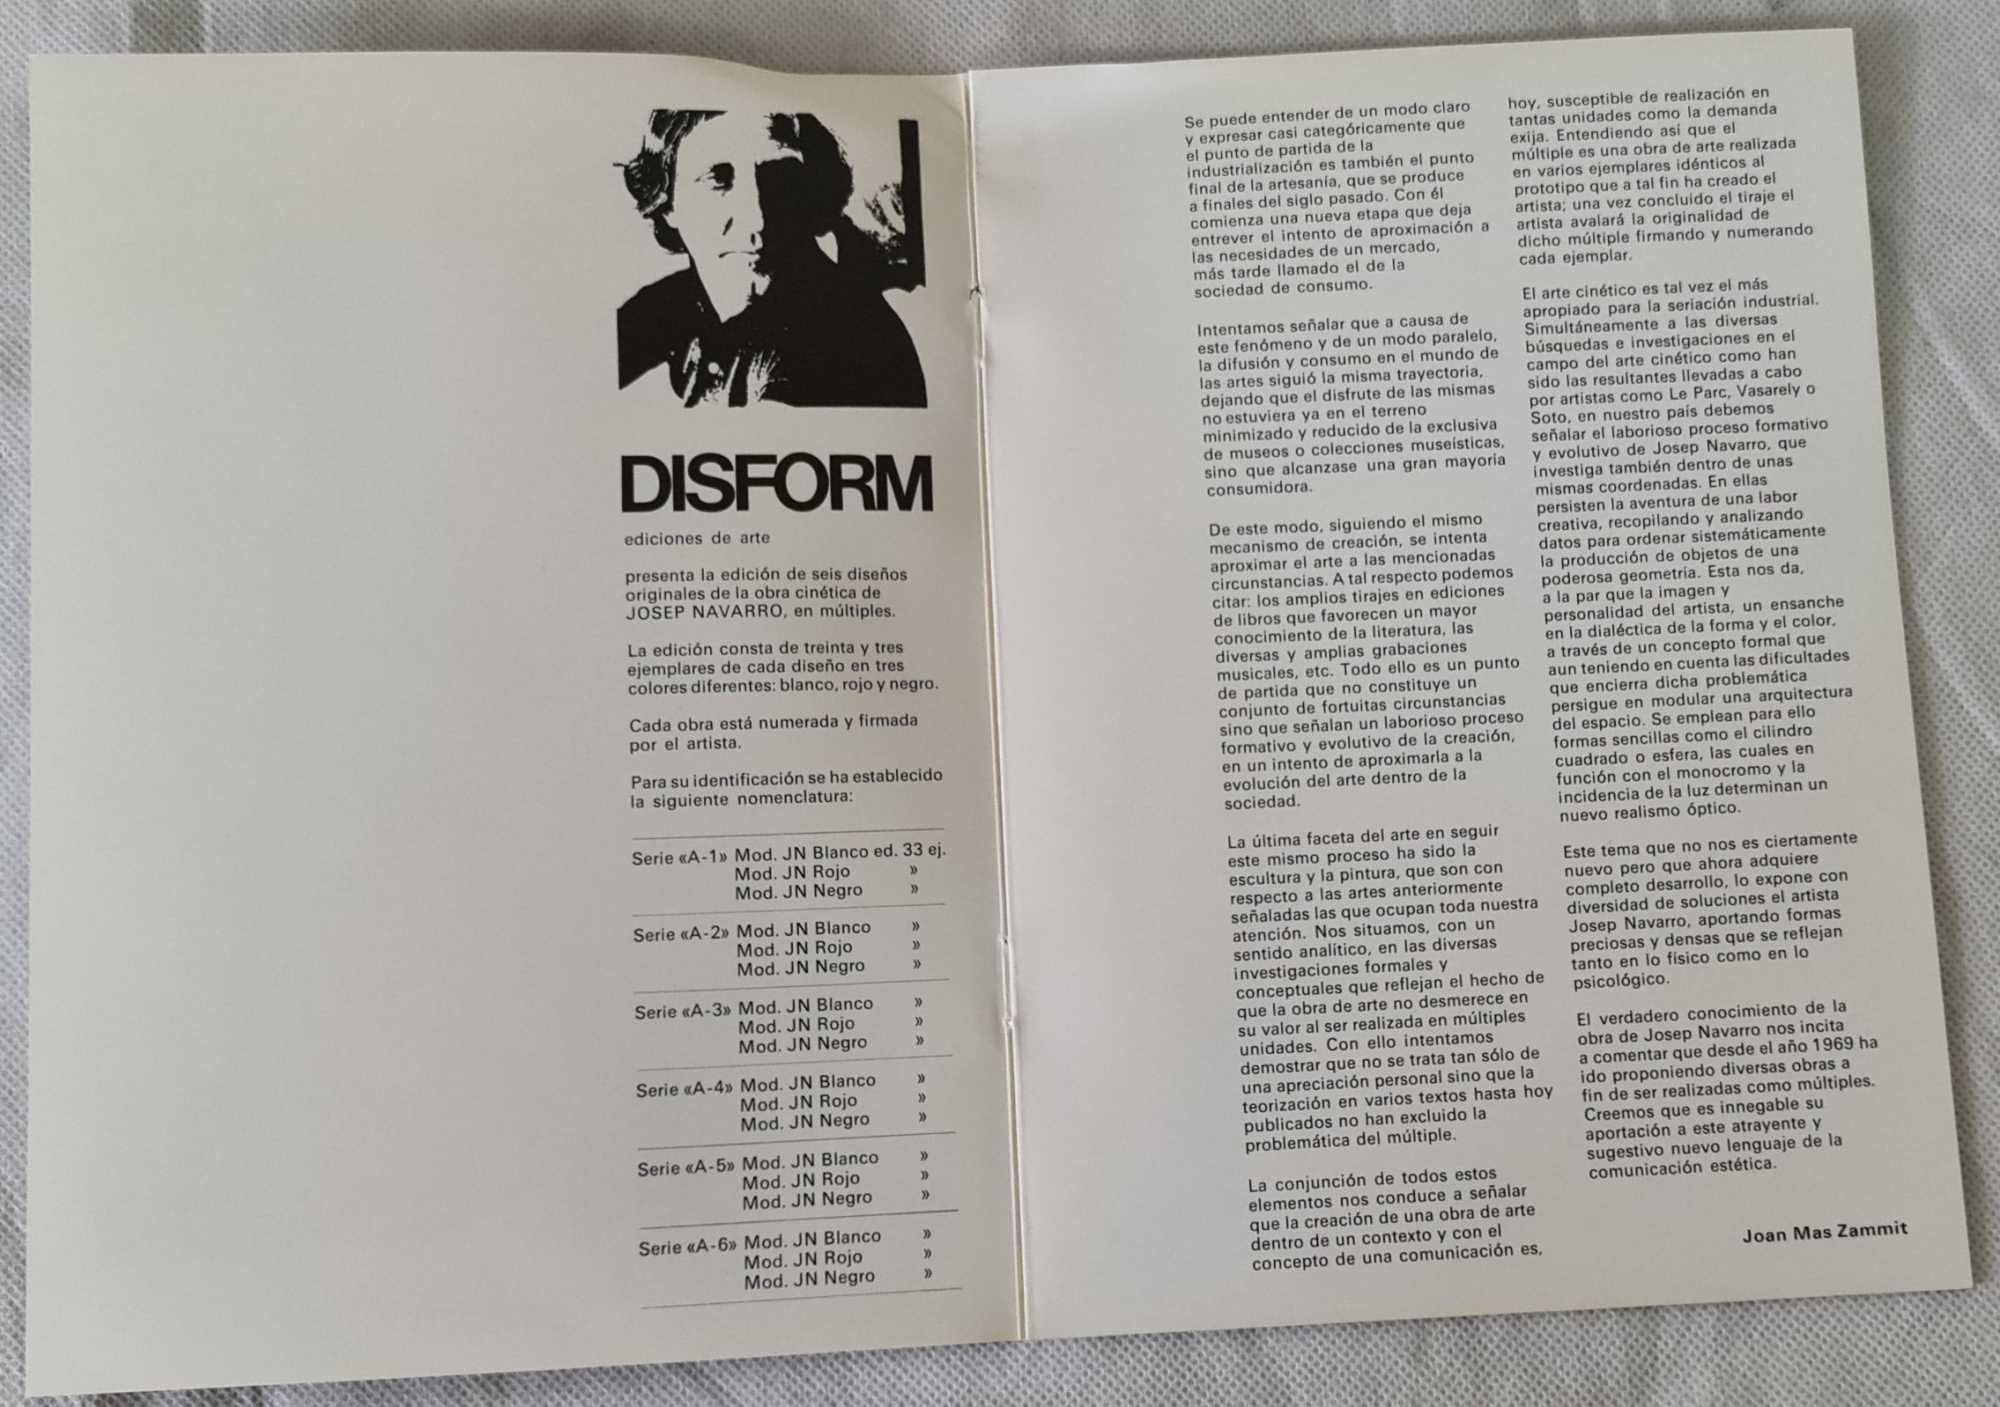 DISFORM
ediciones de arte
presenta la edición de seis diseños
originales de la obra cinética de
JOSEP NAVARRO, en múltiples.
La edición consta de treinta y tres
ejemplares de cada diseño en tres
colores diferentes: blanco, rojo y negro.
Cada obra está numerada y firmada
por el artista.
Para su identificación se ha establecido
la siguiente nomenclatura:
Serie «A-1» Mod. JN Blanco ed. 33 ej.
Mod. JN Rojo »
Mod. JN Negro »
Serie «A-2» Mod. JN Blanco »
Mod. JN Rojo »
Mod. JN Negro »
Serie «A-3» Mod. JN Blanco »
Mod. JN Rojo »
Mod. JN Negro »
Serie «A-4» Mod. JN Blanco »
Mod. JN Rojo »
Mod. JN Negro »
Serie «A-5» Mod. JN Blanco »
Mod. JN Rojo »
Mod. JN Negro »
Serie «A-6» Mod. JN Blanco »
Mod. JN Rojo »
Mod. JN Negro »
Se puede entender de un modo claro
y expresar casi categóricamente que
el punto de partida de la
industrialización es también el punto
final de la artesanía, que se produce
a finales del siglo pasado. Con él
comienza una nueva etapa que deja
entrever el intento de aproximación a
las necesidades de un mercado,
más tarde llamado el de la
sociedad de consumo.
Intentamos señalar que a causa de
este fenómeno y de un modo paralelo,
la difusión y consumo en el mundo de
las artes siguió la misma trayectoria,
dejando que el disfrute de las mismas
no estuviera ya en el terreno
minimizado y reducido de la exclusiva
de museos o colecciones museísticas,
sino que alcanzase una gran mayoría
consumidora.
De este modo, siguiendo el mismo
mecanismo de creación, se intenta
aproximar el arte a las mencionadas
circunstancias. A tal respecto podemos
citar: los amplios tirajes en ediciones
de libros que favorecen un mayor
conocimiento de la literatura, las
diversas y amplias grabaciones
musicales, etc. Todo ello es un punto
de partida que no constituye un
conjunto de fortuitas circunstancias
sino que señalan un laborioso proceso
formativo y evolutivo de la creación,
en un intento de aproximarla a la
evolución del arte dentro de la
sociedad.
La última faceta del arte en seguir
este mismo proceso ha sido la
escultura y la pintura, que son con
respecto a las artes anteriormente
señaladas las que ocupan toda nuestra
atención. Nos situamos, con un
sentido analítico, en las diversas
investigaciones formales y
conceptuales que reflejan el hecho de
que la obra de arte no desmerece en
su valor al ser realizada en múltiples
unidades. Con ello intentamos
demostrar que no se trata tan sólo de
una apreciación personal sino que la
teorización en varios textos hasta hoy
publicados no han excluido la
problemática del múltiple.
La conjunción de todos estos
elementos nos conduce a señalar
que la creación de una obra de arte
dentro de un contexto y con el
concepto de una comunicación es,
hoy, susceptible de realización en
tantas unidades como la demanda
exija. Entendiendo así que el
múltiple es una obra de arte realizada
en varios ejemplares idénticos al
prototipo que a tal fin ha creado el
artista; una vez concluido el tiraje el
artista avalará la originalidad de
dicho múltiple firmando y numerando
cada ejemplar.
El arte cinético es tal vez el más
apropiado para la seriación industrial.
Simultáneamente a las diversas
búsquedas e investigaciones en el
campo del arte cinético como han
sido las resultantes llevadas a cabo
por artistas como Le Parc, Vasarely o
Soto, en nuestro país debemos
señalar el laborioso proceso formativo
y evolutivo de Josep Navarro, que
investiga también dentro de unas
mismas coordenadas. En ellas
persisten la aventura de una labor
creativa, recopilando y analizando
datos para ordenar sistemáticamente
la producción de objetos de una
poderosa geometría. Esta nos da,
a la par que la imagen y
personalidad del artista, un ensanche
en la dialéctica de la forma y el color,
a través de un concepto formal que
aun teniendo en cuenta las dificultades
que encierra dicha problemática
persigue en modular una arquitectura
del espacio. Se emplean para ello
formas sencillas como el cilindro
cuadrado o esfera, las cuales en
función con el monocromo y la
incidencia de la luz determinan un
nuevo realismo óptico.
Este tema que no nos es ciertamente
nuevo pero que ahora adquiere
completo desarrollo, lo expone con
diversidad de soluciones el artista
Josep Navarro, aportando formas
preciosas y densas que se reflejan
tanto en lo físico como en lo
psicológico.
El verdadero conocimiento de la
obra de Josep Navarro nos incita
a comentar que desde el año 1969 ha
ido proponiendo diversas obras a
fin de ser realizadas como múltiples.
Creemos que es innegable su
aportación a este atrayente y
sugestivo nuevo lenguaje de la
comunicación estética.
Joan Mas Zammit